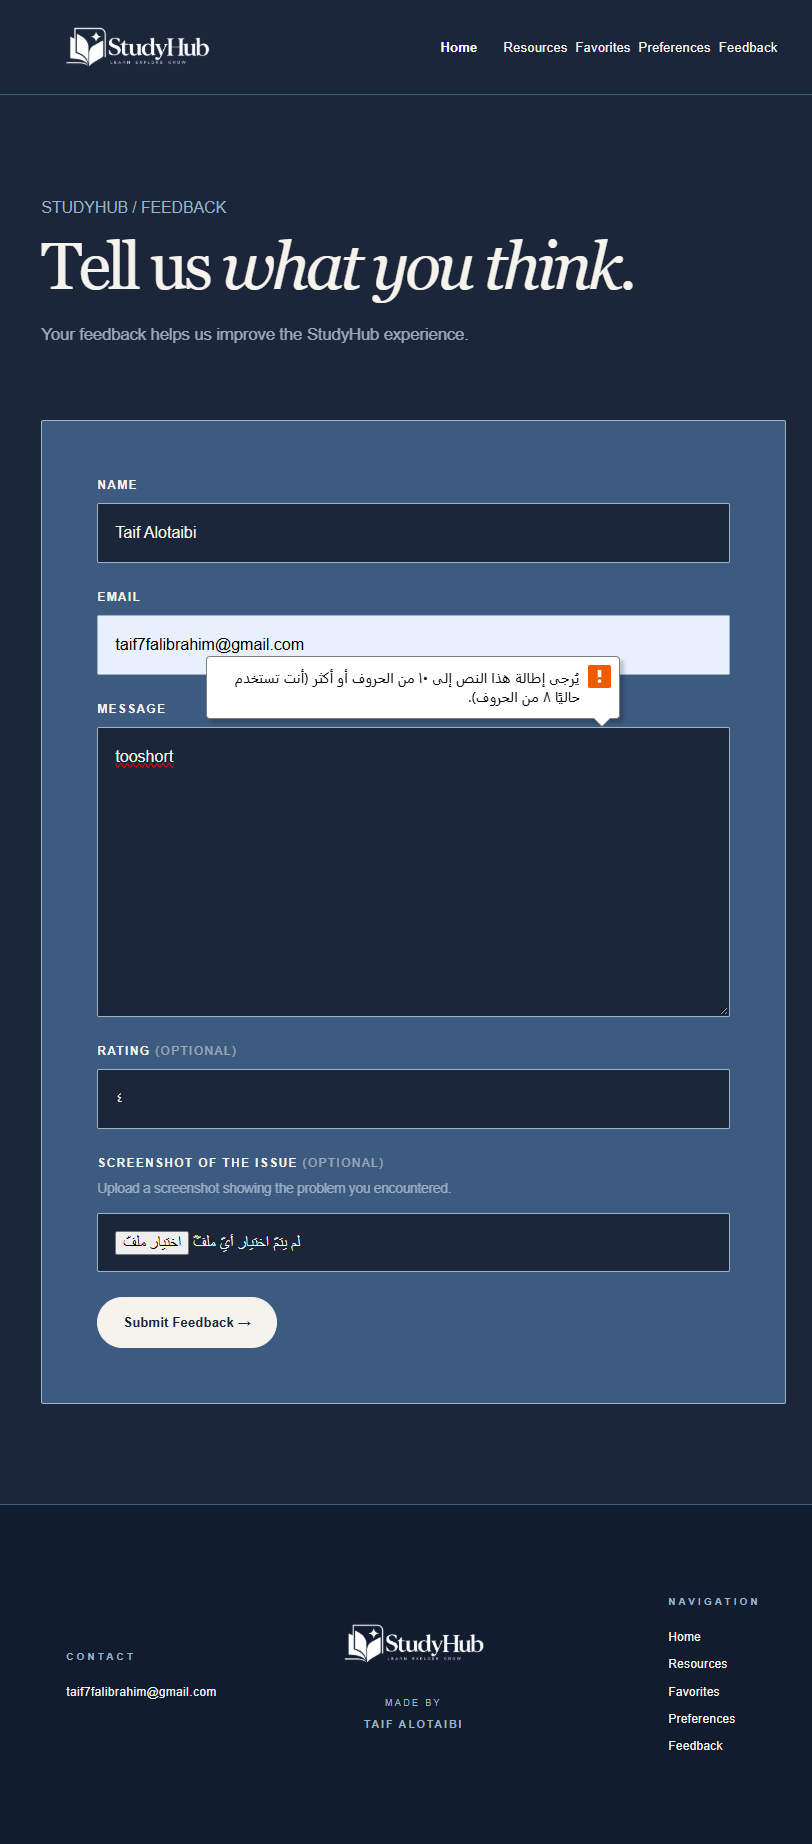 StudyHub
LEARN EXPLORE GROW
Home Resources Favorites Preferences Feedback
STUDYHUB / FEEDBACK
Tell us what you think.
Your feedback helps us improve the StudyHub experience.
NAME
Taif Alotaibi
EMAIL
taif7falibrahim@gmail.com
يُرجى إطالة هذا النص إلى ١٠ من الحروف أو أكثر (أنت تستخدم
حاليًا ٨ من الحروف).
MESSAGE
tooshort
RATING (OPTIONAL)
٤
SCREENSHOT OF THE ISSUE (OPTIONAL)
Upload a screenshot showing the problem you encountered.
اختيار ملفّ لم يتمّ اختيار أيّ ملفّ
Submit Feedback →
CONTACT
taif7falibrahim@gmail.com
StudyHub
LEARN EXPLORE GROW
MADE BY
TAIF ALOTAIBI
NAVIGATION
Home
Resources
Favorites
Preferences
Feedback